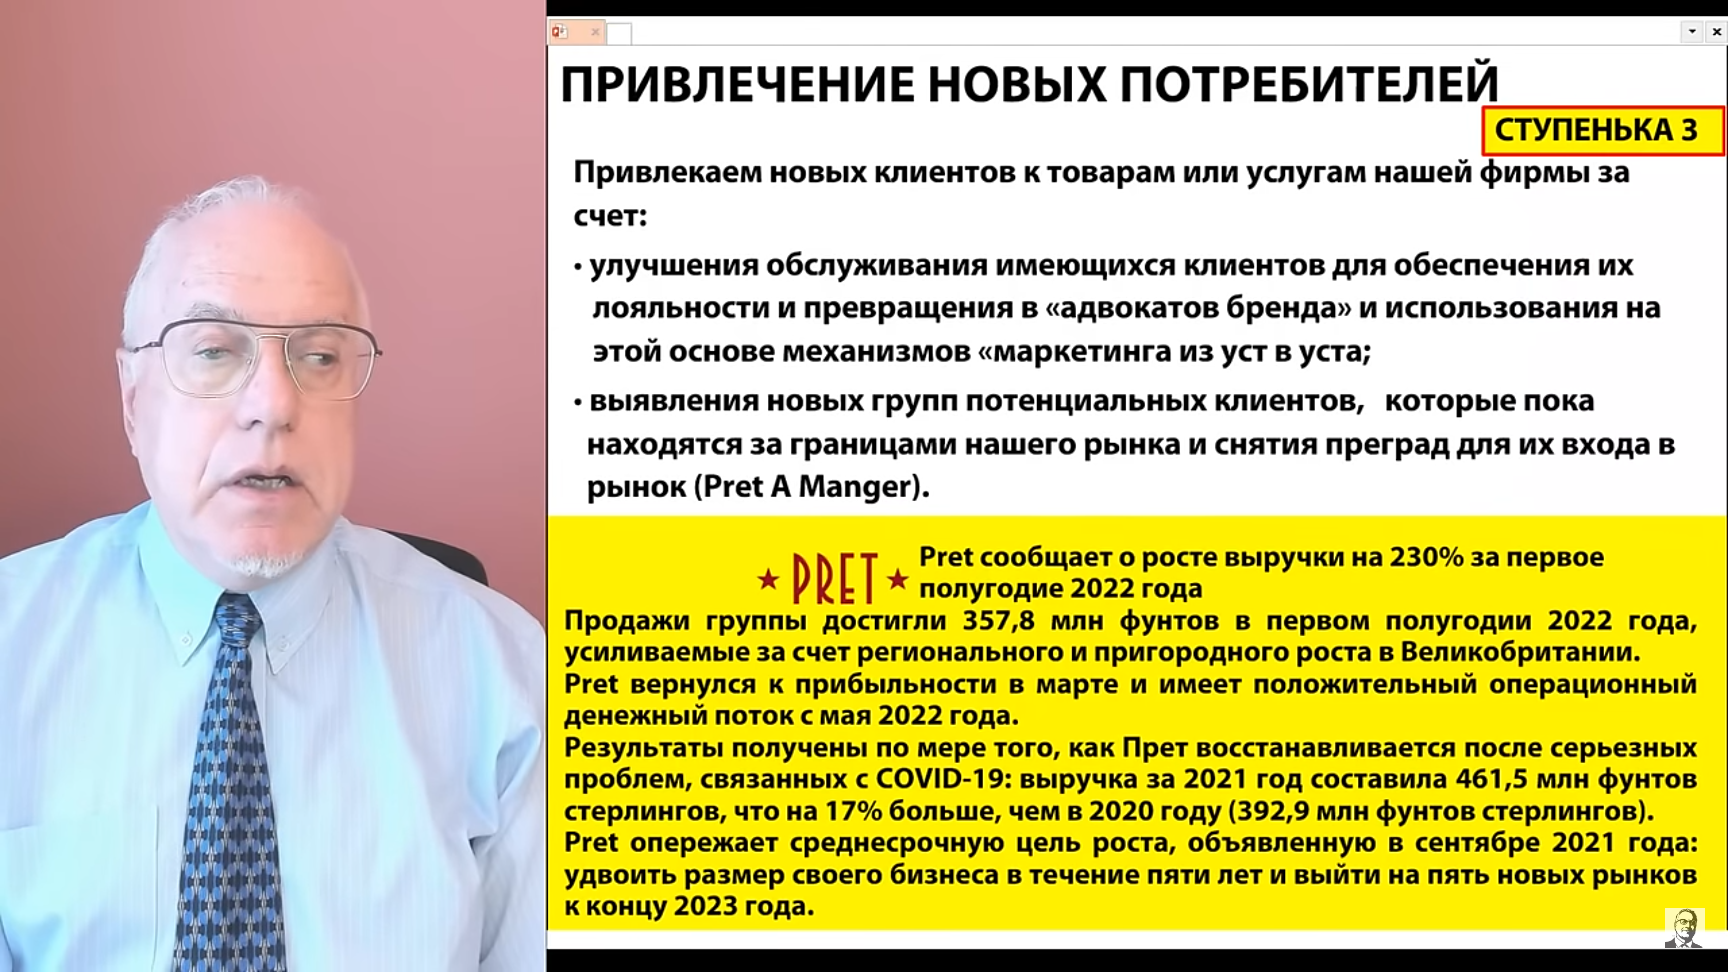 ПРИВЛЕЧЕНИЕ НОВЫХ ПОТРЕБИТЕЛЕЙ
СТУПЕНЬКА 3
Привлекаем новых клиентов к товарам или услугам нашей фирмы за
счет:
• улучшения обслуживания имеющихся клиентов для обеспечения их
лояльности и превращения в «адвокатов бренда» и использования на
этой основе механизмов «маркетинга из уст в уста;
• выявления новых групп потенциальных клиентов, которые пока
находятся за границами нашего рынка и снятия преград для их входа в
рынок (Pret A Manger).
★ PRET ★
Pret сообщает о росте выручки на 230% за первое
полугодие 2022 года
Продажи группы достигли 357,8 млн фунтов в первом полугодии 2022 года,
усиливаемые за счет регионального и пригородного роста в Великобритании.
Pret вернулся к прибыльности в марте и имеет положительный операционный
денежный поток с мая 2022 года.
Результаты получены по мере того, как Прет восстанавливается после серьезных
проблем, связанных с COVID-19: выручка за 2021 год составила 461,5 млн фунтов
стерлингов, что на 17% больше, чем в 2020 году (392,9 млн фунтов стерлингов).
Pret опережает среднесрочную цель роста, объявленную в сентябре 2021 года:
удвоить размер своего бизнеса в течение пяти лет и выйти на пять новых рынков
к концу 2023 года.